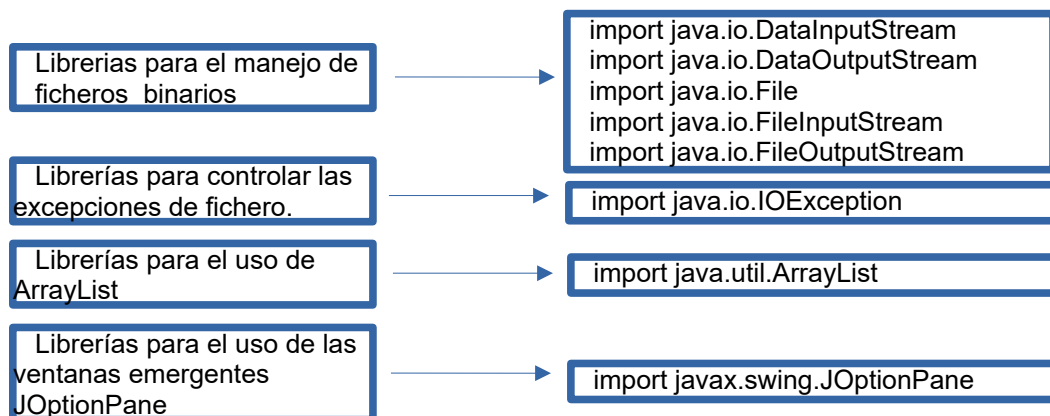 Librerias para el manejo de
ficheros binarios
import java.io.DataInputStream
import java.io.DataOutputStream
import java.io.File
import java.io.FileInputStream
import java.io.FileOutputStream
Librerías para controlar las
excepciones de fichero.
import java.io.IOException
Librerías para el uso de
ArrayList
import java.util.ArrayList
Librerías para el uso de las
ventanas emergentes
JOptionPane
import javax.swing.JOptionPane